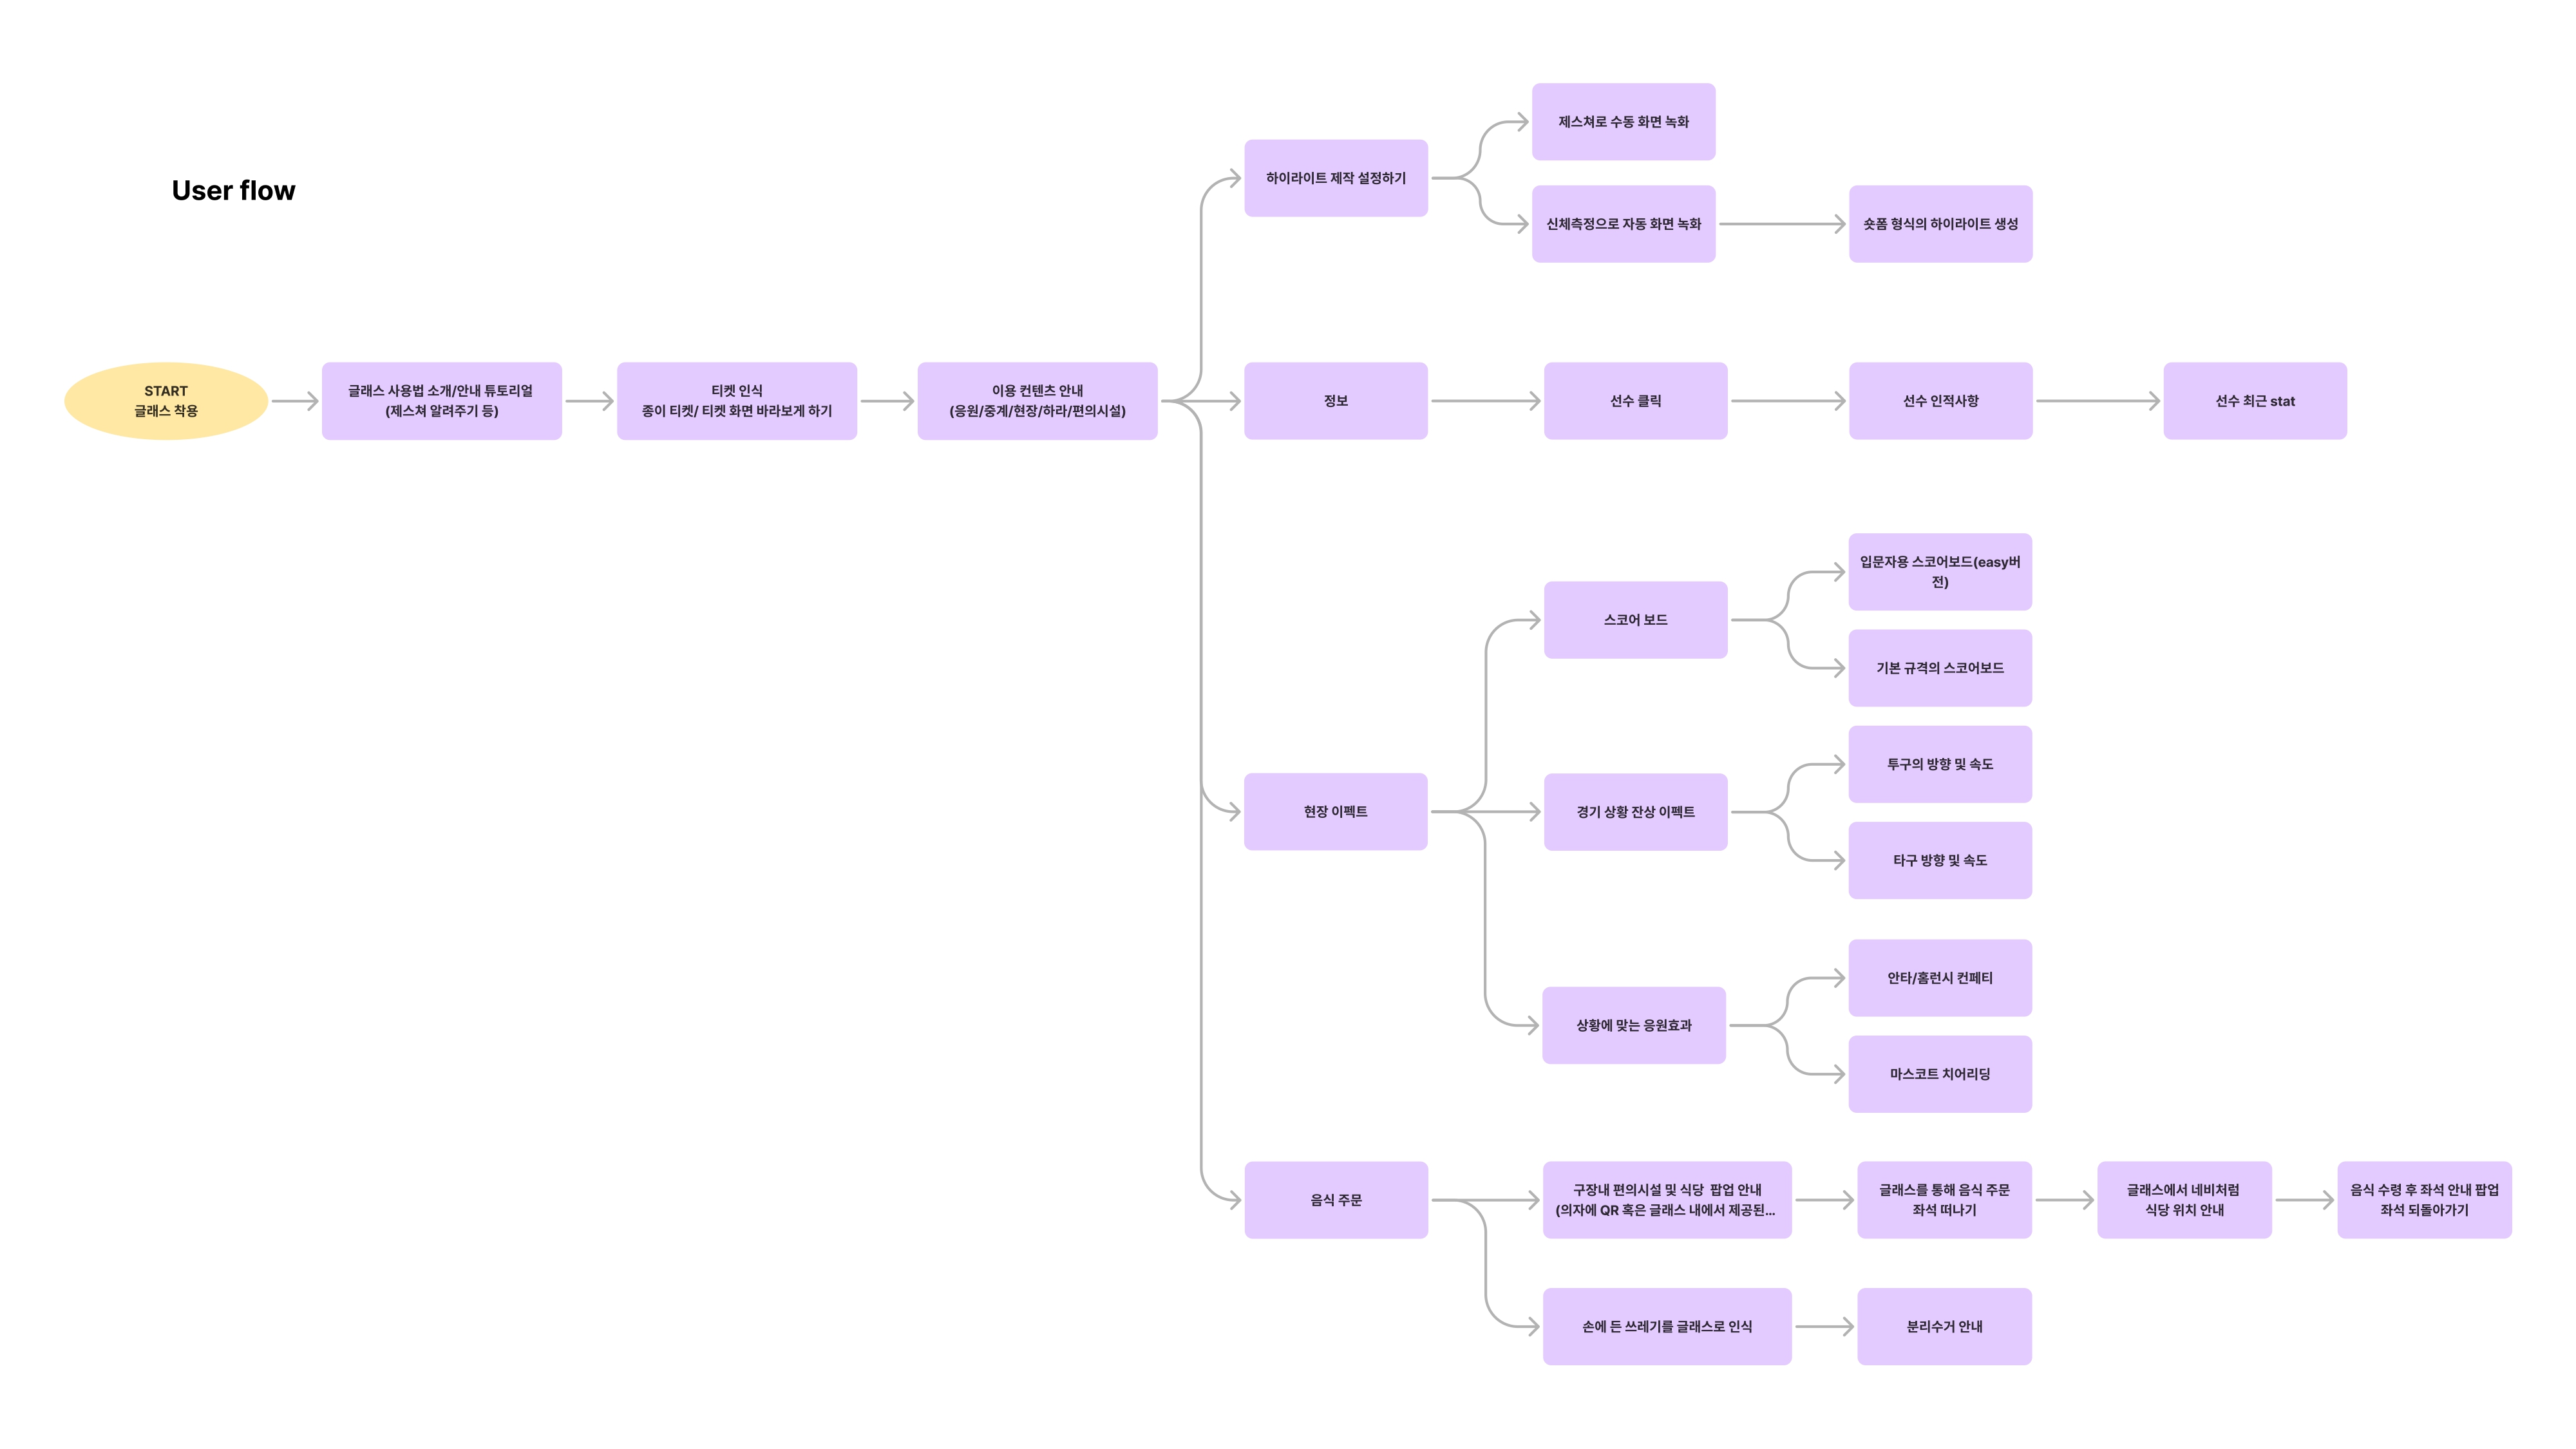 User flow
START
글래스 착용
글래스 사용법 소개/안내 튜토리얼
(제스쳐 알려주기 등)
티켓 인식
종이 티켓/ 티켓 화면 바라보게 하기
이용 컨텐츠 안내
(응원/중계/현장/하라/편의시설)
하이라이트 제작 설정하기
제스쳐로 수동 화면 녹화
신체측정으로 자동 화면 녹화
숏폼 형식의 하이라이트 생성
정보
선수 클릭
선수 인적사항
선수 최근 stat
현장 이펙트
스코어 보드
입문자용 스코어보드(easy버
전)
기본 규격의 스코어보드
경기 상황 잔상 이펙트
투구의 방향 및 속도
타구 방향 및 속도
상황에 맞는 응원효과
안타/홈런시 컨페티
마스코트 치어리딩
음식 주문
구장내 편의시설 및 식당 팝업 안내
(의자에 QR 혹은 글래스 내에서 제공된...
글래스를 통해 음식 주문
좌석 떠나기
글래스에서 네비처럼
식당 위치 안내
음식 수령 후 좌석 안내 팝업
좌석 되돌아가기
손에 든 쓰레기를 글래스로 인식
분리수거 안내